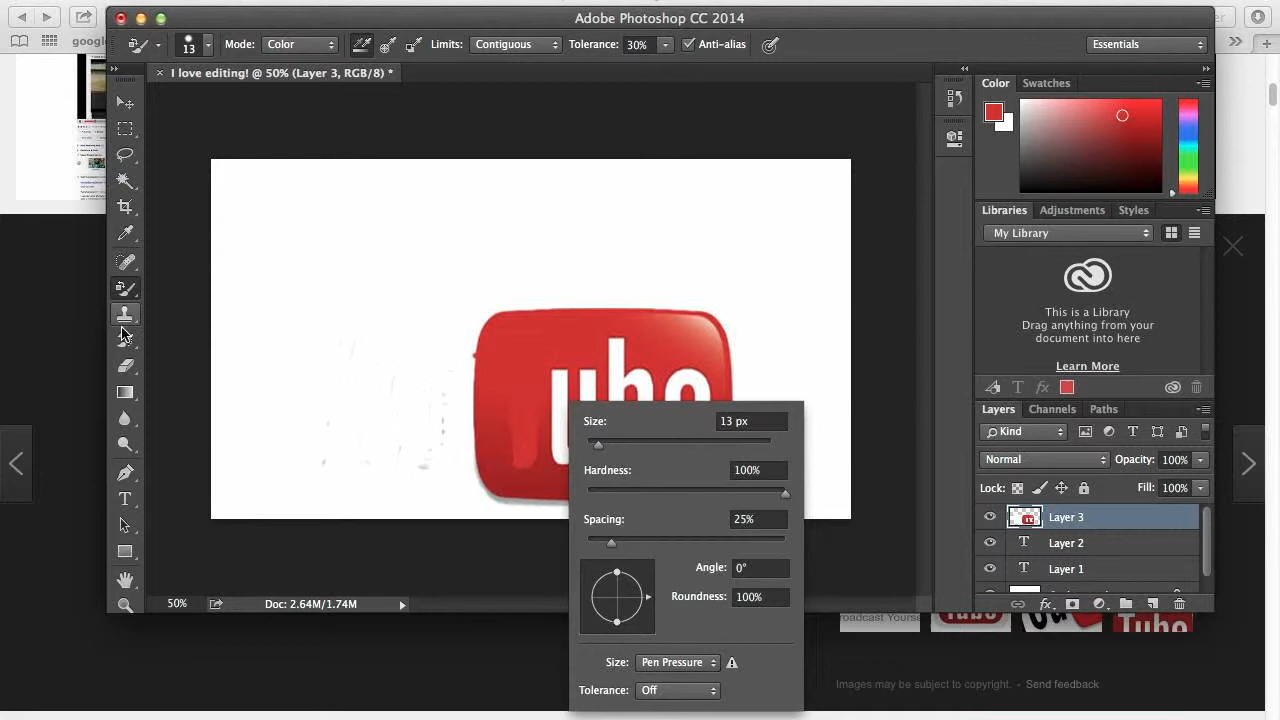 Adobe Photoshop CC 2014
13
Mode: Color
Limits: Contiguous
Tolerance: 30%
Anti-alias
Essentials
I love editing! @ 50% (Layer 3, RGB/8) *
Color Swatches
Libraries Adjustments Styles
My Library
This is a Library
Drag anything from your
document into here
Learn More
Layers Channels Paths
Kind
Normal Opacity: 100%
Lock: Fill: 100%
Layer 3
Layer 2
Layer 1
Size: 13 px
Hardness: 100%
Spacing: 25%
Angle: 0°
Roundness: 100%
Size: Pen Pressure
Tolerance: Off
50% Doc: 2.64M/1.74M
roadcast Yourse
Images may be subject to copyright. - Send feedback